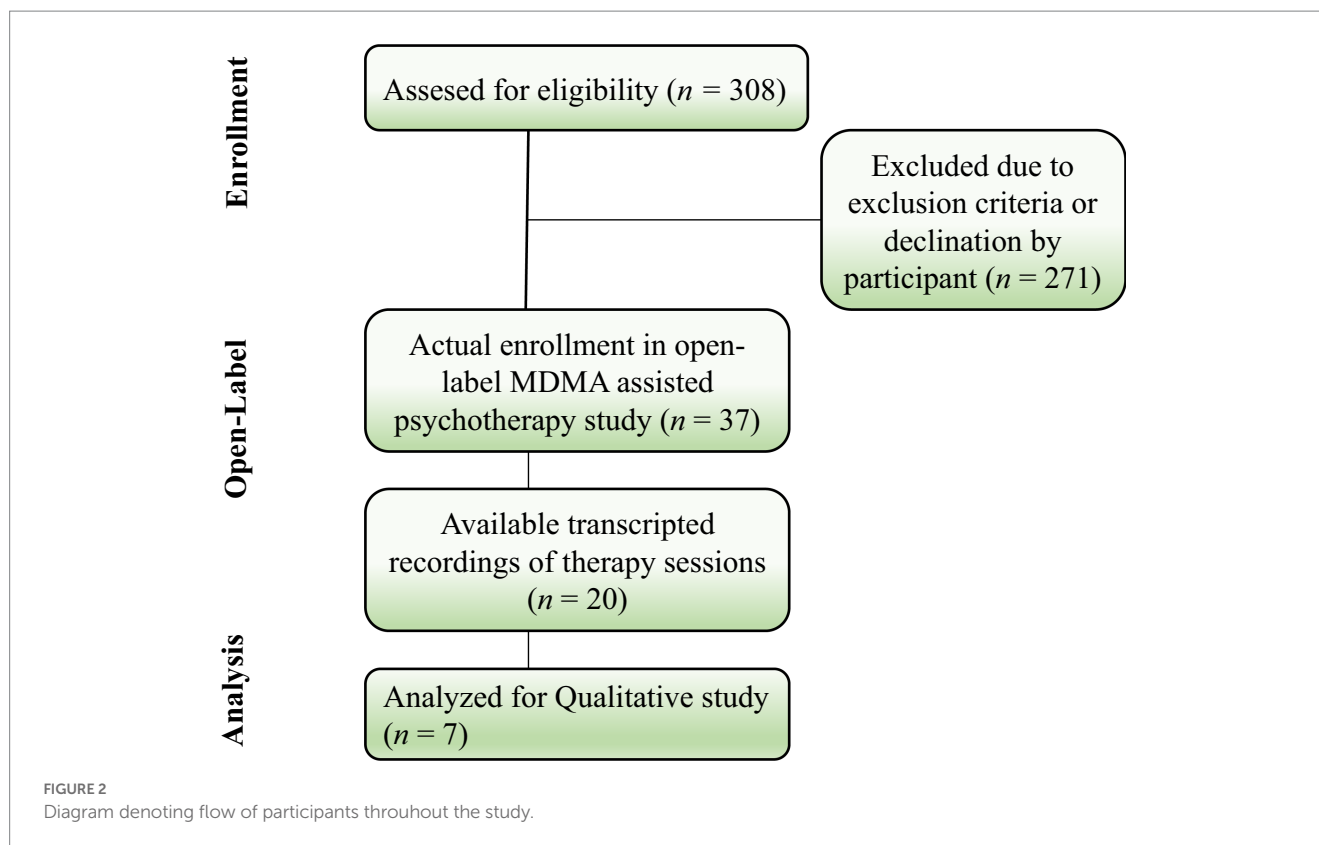 Enrollment
Assesed for eligibility (n = 308)
Excluded due to
exclusion criteria or
declination by
participant (n = 271)
Open-Label
Actual enrollment in open-
label MDMA assisted
psychotherapy study (n = 37)
Available transcripted
recordings of therapy sessions
(n = 20)
Analysis
Analyzed for Qualitative study
(n = 7)
FIGURE 2
Diagram denoting flow of participants throuhout the study.